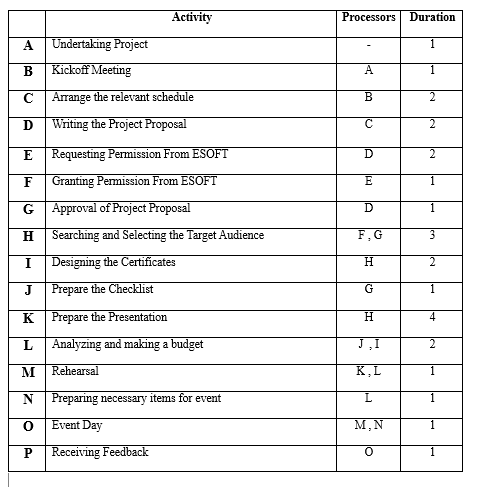 Activity Processors Duration
A Undertaking Project - 1
B Kickoff Meeting A 1
C Arrange the relevant schedule B 2
D Writing the Project Proposal C 2
E Requesting Permission From ESOFT D 2
F Granting Permission From ESOFT E 1
G Approval of Project Proposal D 1
H Searching and Selecting the Target Audience F , G 3
I Designing the Certificates H 2
J Prepare the Checklist G 1
K Prepare the Presentation H 4
L Analyzing and making a budget J , I 2
M Rehearsal K , L 1
N Preparing necessary items for event L 1
O Event Day M , N 1
P Receiving Feedback O 1